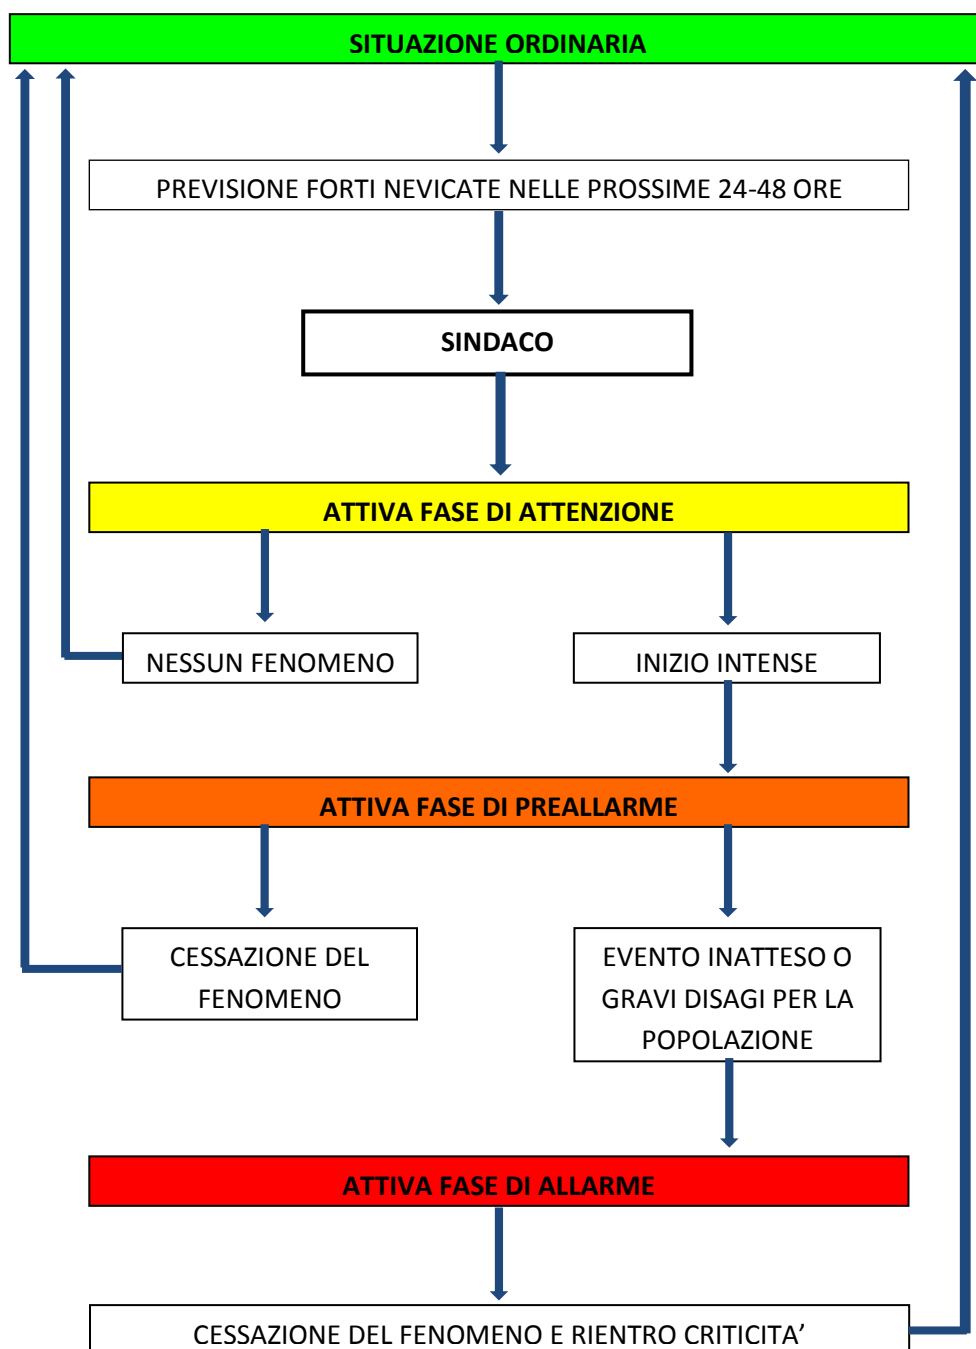 SITUAZIONE ORDINARIA
PREVISIONE FORTI NEVICATE NELLE PROSSIME 24-48 ORE
SINDACO
ATTIVA FASE DI ATTENZIONE
NESSUN FENOMENO
INIZIO INTENSE
ATTIVA FASE DI PREALLARME
CESSAZIONE DEL
FENOMENO
EVENTO INATTESO O
GRAVI DISAGI PER LA
POPOLAZIONE
ATTIVA FASE DI ALLARME
CESSAZIONE DEL FENOMENO E RIENTRO CRITICITA’